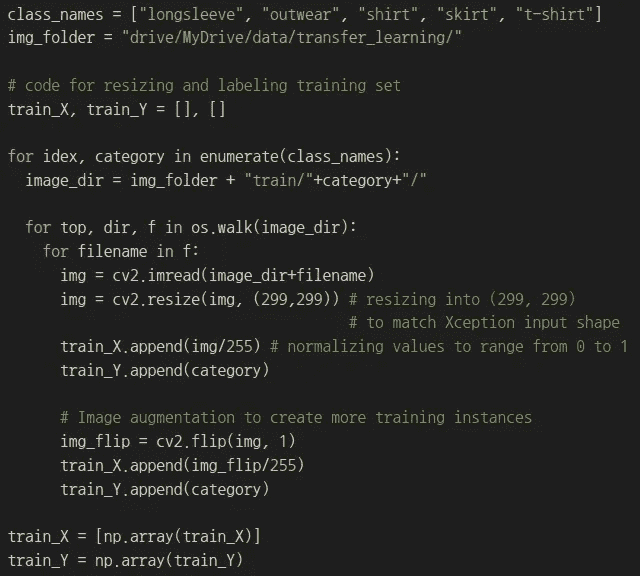 class_names = ["longsleeve", "outwear", "shirt", "skirt", "t-shirt"]
img_folder = "drive/MyDrive/data/transfer_learning/"
# code for resizing and labeling training set
train_X, train_Y = [], []
for idex, category in enumerate(class_names):
  image_dir = img_folder + "train/"+category+"/"
  for top, dir, f in os.walk(image_dir):
    for filename in f:
      img = cv2.imread(image_dir+filename)
      img = cv2.resize(img, (299,299)) # resizing into (299, 299)
                                       # to match Xception input shape
      train_X.append(img/255) # normalizing values to range from 0 to 1
      train_Y.append(category)
      # Image augmentation to create more training instances
      img_flip = cv2.flip(img, 1)
      train_X.append(img_flip/255)
      train_Y.append(category)
train_X = [np.array(train_X)]
train_Y = np.array(train_Y)